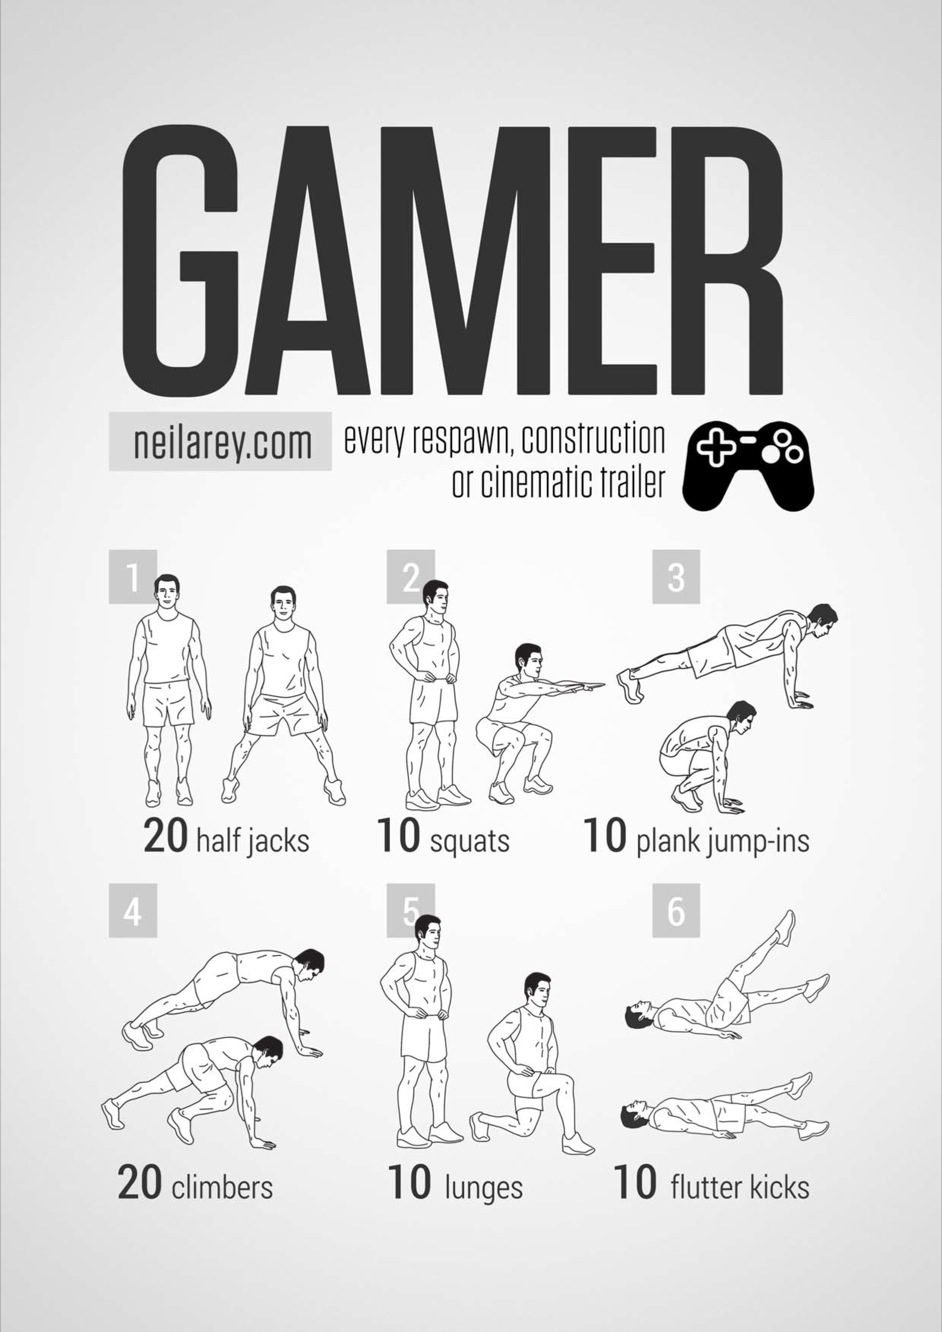 GAMER
neilarey.com
every respawn, construction
or cinematic trailer
1
2
3
20 half jacks
10 squats
10 plank jump-ins
4
5
6
20 climbers
10 lunges
10 flutter kicks